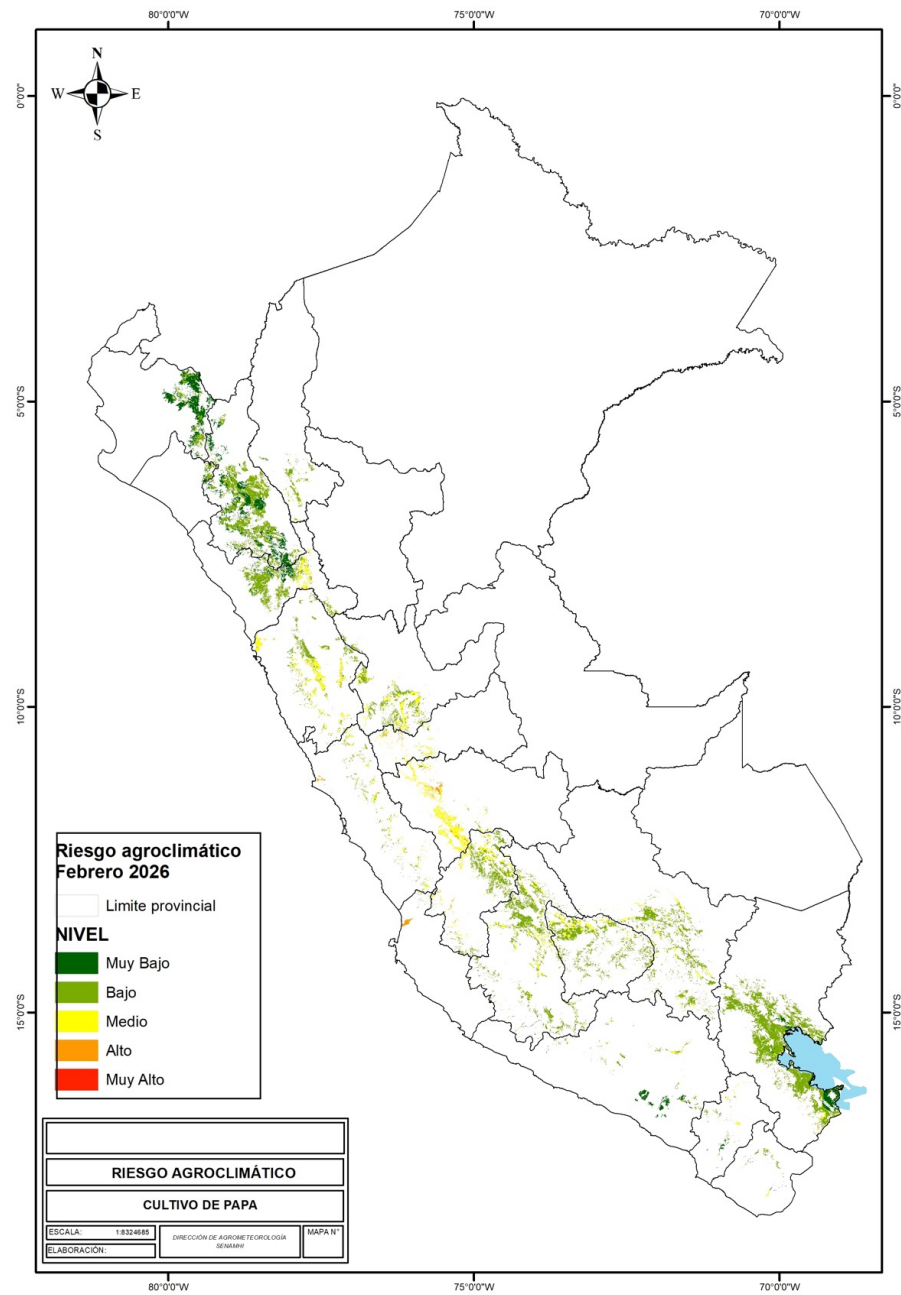 80°0'0"W 75°0'0"W 70°0'0"W
N
W E
S
0°0'0" 0°0'0"
5°0'0"S 5°0'0"S
10°0'0"S 10°0'0"S
15°0'0"S 15°0'0"S
Riesgo agroclimático
Febrero 2026
Limite provincial
NIVEL
Muy Bajo
Bajo
Medio
Alto
Muy Alto
RIESGO AGROCLIMÁTICO
CULTIVO DE PAPA
ESCALA: 1:8324685
DIRECCIÓN DE AGROMETEOROLOGÍA
SENAMHI
MAPA N°
ELABORACIÓN:
80°0'0"W 75°0'0"W 70°0'0"W